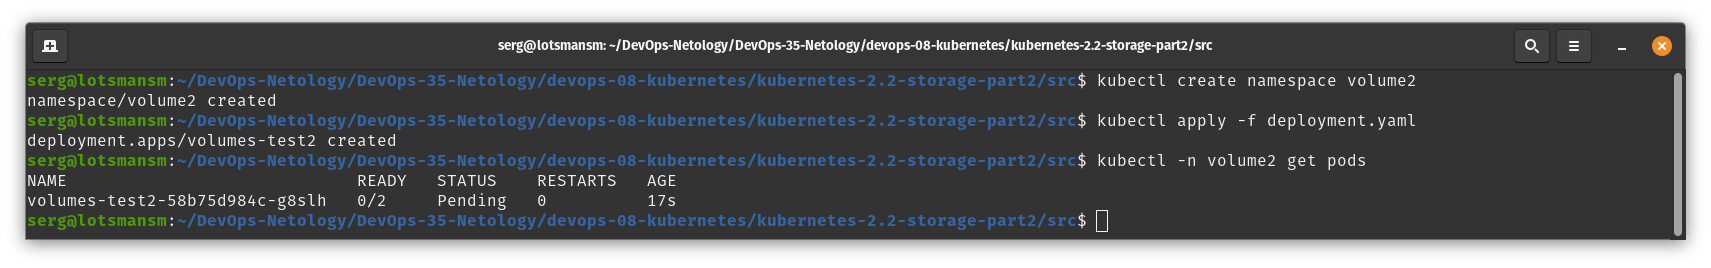 serg@lotsmansm: ~/DevOps-Netology/DevOps-35-Netology/devops-08-kubernetes/kubernetes-2.2-storage-part2/src
serg@lotsmansm:~/DevOps-Netology/DevOps-35-Netology/devops-08-kubernetes/kubernetes-2.2-storage-part2/src$ kubectl create namespace volume2
namespace/volume2 created
serg@lotsmansm:~/DevOps-Netology/DevOps-35-Netology/devops-08-kubernetes/kubernetes-2.2-storage-part2/src$ kubectl apply -f deployment.yaml
deployment.apps/volumes-test2 created
serg@lotsmansm:~/DevOps-Netology/DevOps-35-Netology/devops-08-kubernetes/kubernetes-2.2-storage-part2/src$ kubectl -n volume2 get pods
NAME                             READY   STATUS    RESTARTS   AGE
volumes-test2-58b75d984c-g8slh   0/2     Pending   0          17s
serg@lotsmansm:~/DevOps-Netology/DevOps-35-Netology/devops-08-kubernetes/kubernetes-2.2-storage-part2/src$